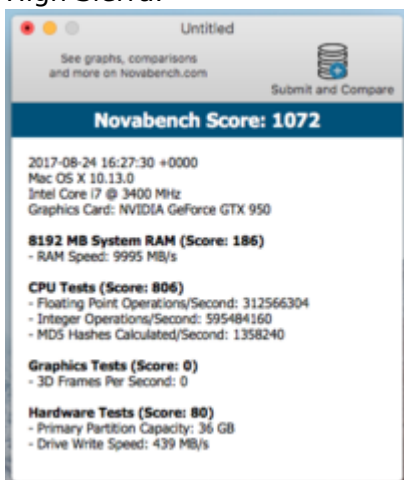 High Sierra:
Untitled
See graphs, comparisons
and more on Novabench.com
Submit and Compare
Novabench Score: 1072
2017-08-24 16:27:30 +0000
Mac OS X 10.13.0
Intel Core i7 @ 3400 MHz
Graphics Card: NVIDIA GeForce GTX 950
8192 MB System RAM (Score: 186)
- RAM Speed: 9995 MB/s
CPU Tests (Score: 806)
- Floating Point Operations/Second: 312566304
- Integer Operations/Second: 595484160
- MD5 Hashes Calculated/Second: 1358240
Graphics Tests (Score: 0)
- 3D Frames Per Second: 0
Hardware Tests (Score: 80)
- Primary Partition Capacity: 36 GB
- Drive Write Speed: 439 MB/s